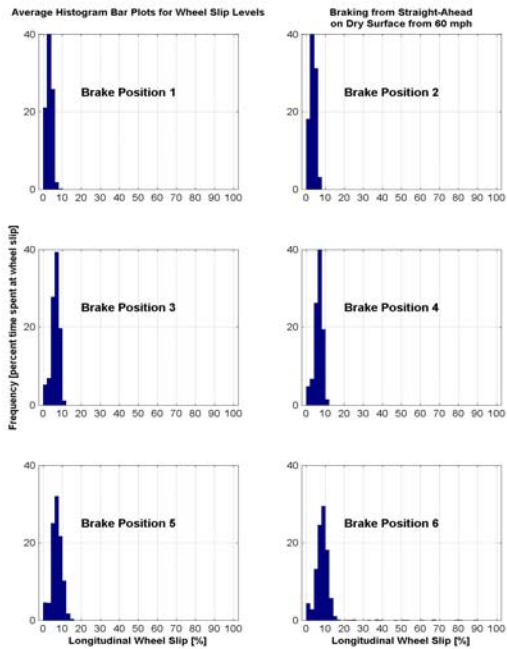 Average Histogram Bar Plots for Wheel Slip Levels
Braking from Straight-Ahead
on Dry Surface from 60 mph
Frequency [percent time spent at wheel slip]
40
20
0
Brake Position 1
0 10 20 30 40 50 60 70 80 90 100
40
20
0
Brake Position 2
0 10 20 30 40 50 60 70 80 90 100
40
20
0
Brake Position 3
0 10 20 30 40 50 60 70 80 90 100
40
20
0
Brake Position 4
0 10 20 30 40 50 60 70 80 90 100
40
20
0
Brake Position 5
0 10 20 30 40 50 60 70 80 90 100
Longitudinal Wheel Slip [%]
40
20
0
Brake Position 6
0 10 20 30 40 50 60 70 80 90 100
Longitudinal Wheel Slip [%]